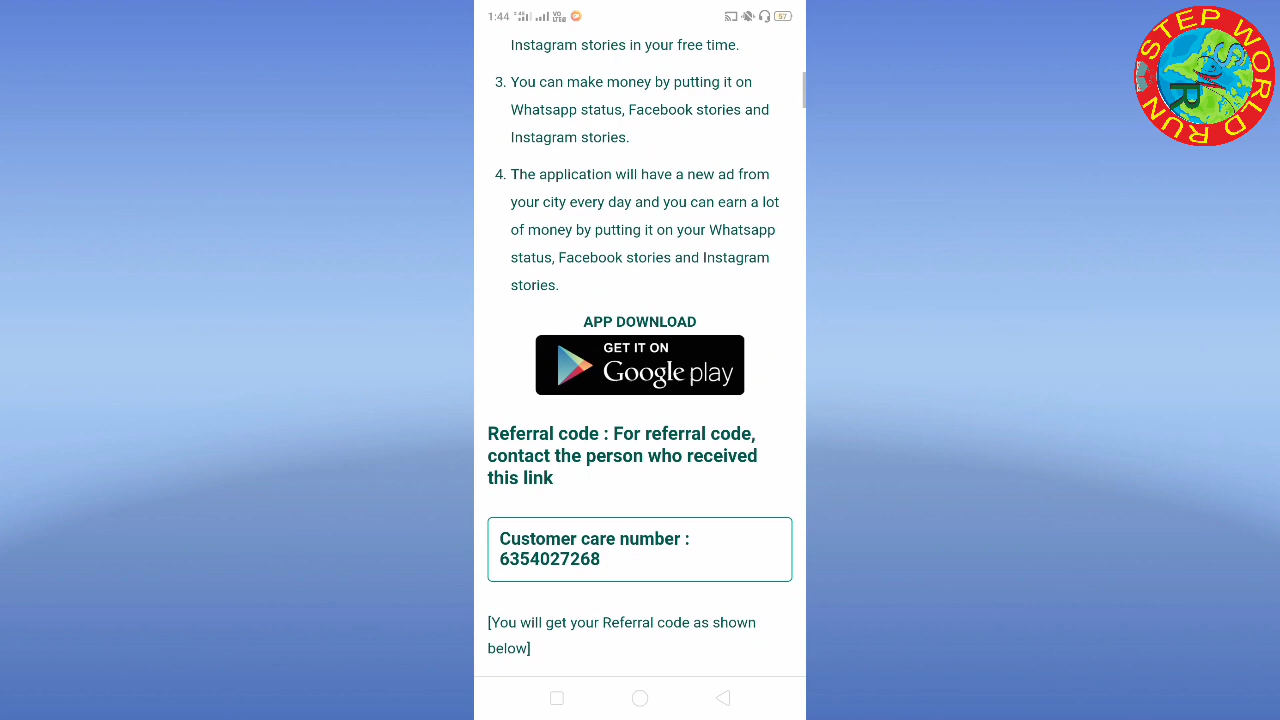 1:44
57
Instagram stories in your free time.
3. You can make money by putting it on
Whatsapp status, Facebook stories and
Instagram stories.
4. The application will have a new ad from
your city every day and you can earn a lot
of money by putting it on your Whatsapp
status, Facebook stories and Instagram
stories.
APP DOWNLOAD
GET IT ON
Google play
Referral code : For referral code,
contact the person who received
this link
Customer care number :
6354027268
[You will get your Referral code as shown
below]
STEP WORLD RUN
SR